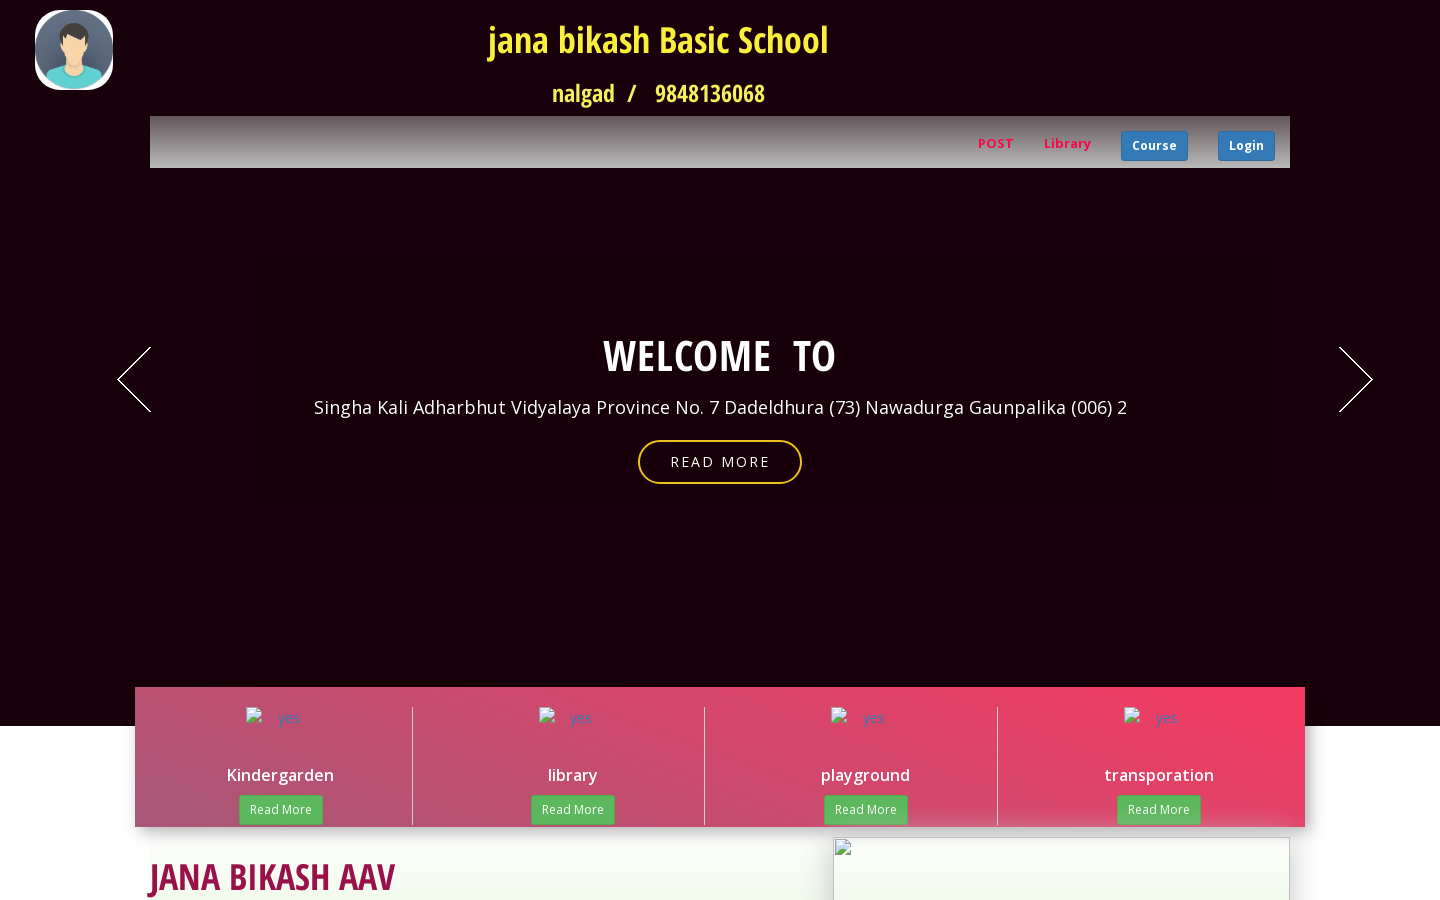 jana bikash Basic School
nalgad / 9848136068
POST Library Course Login
WELCOME TO
Singha Kali Adharbhut Vidyalaya Province No. 7 Dadeldhura (73) Nawadurga Gaunpalika (006) 2
READ MORE
yes yes yes yes
Kindergarden library playground transporation
Read More Read More Read More Read More
JANA BIKASH AAV